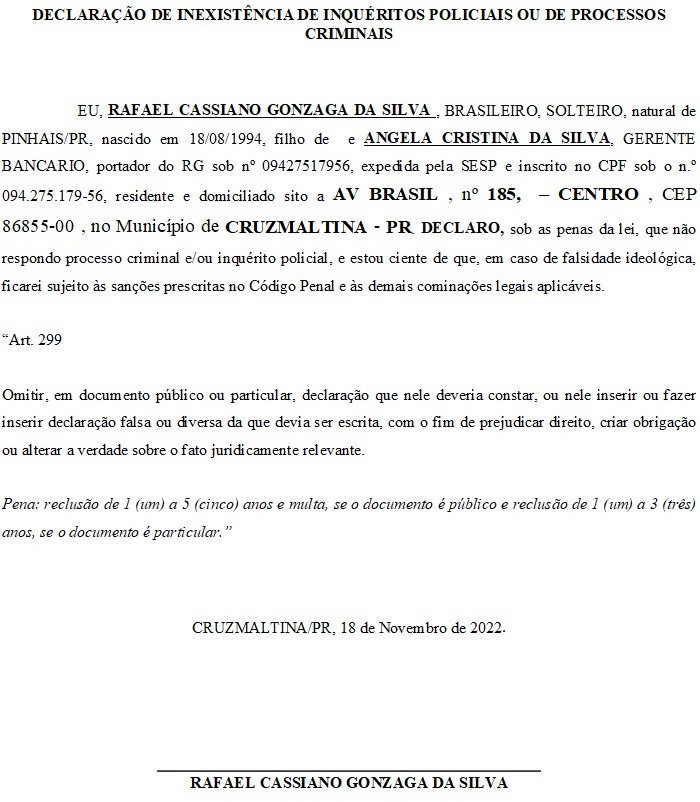 DECLARAÇÃO DE INEXISTÊNCIA DE INQUÉRITOS POLICIAIS OU DE PROCESSOS
CRIMINAIS
EU, RAFAEL CASSIANO GONZAGA DA SILVA , BRASILEIRO, SOLTEIRO, natural de
PINHAIS/PR, nascido em 18/08/1994, filho de e ANGELA CRISTINA DA SILVA, GERENTE
BANCARIO, portador do RG sob nº 09427517956, expedida pela SESP e inscrito no CPF sob o n.º
094.275.179-56, residente e domiciliado sito a AV BRASIL , nº 185, – CENTRO , CEP
86855-00 , no Município de CRUZMALTINA - PR. DECLARO, sob as penas da lei, que não
respondo processo criminal e/ou inquérito policial, e estou ciente de que, em caso de falsidade ideológica,
ficarei sujeito às sanções prescritas no Código Penal e às demais cominações legais aplicáveis.
“Art. 299
Omitir, em documento público ou particular, declaração que nele deveria constar, ou nele inserir ou fazer
inserir declaração falsa ou diversa da que devia ser escrita, com o fim de prejudicar direito, criar obrigação
ou alterar a verdade sobre o fato juridicamente relevante.
Pena: reclusão de 1 (um) a 5 (cinco) anos e multa, se o documento é público e reclusão de 1 (um) a 3 (três)
anos, se o documento é particular.”
CRUZMALTINA/PR, 18 de Novembro de 2022.
RAFAEL CASSIANO GONZAGA DA SILVA